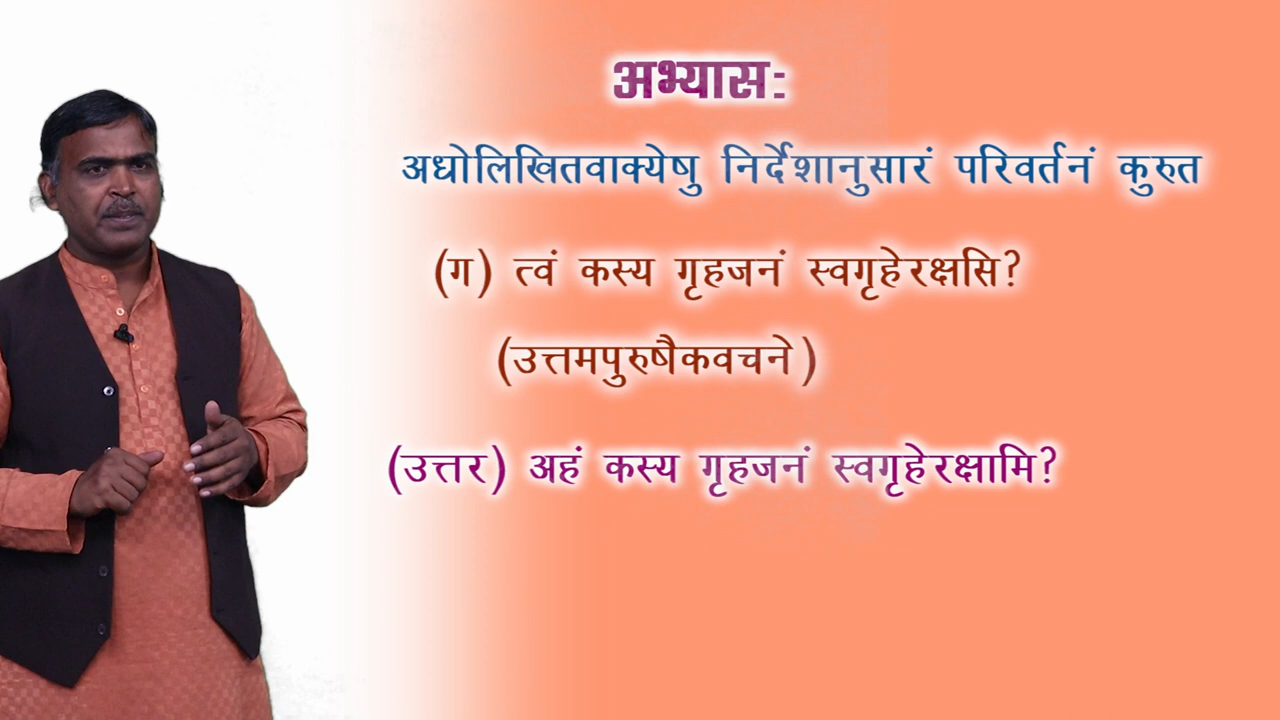 अभ्यासः
अधोलिखितवाक्येषु निर्देशानुसारं परिवर्तनं कुरुत
(ग) त्वं कस्य गृहजनं स्वगृहेरक्षसि?
(उत्तमपुरुषैकवचने)
(उत्तर) अहं कस्य गृहजनं स्वगृहेरक्षामि?